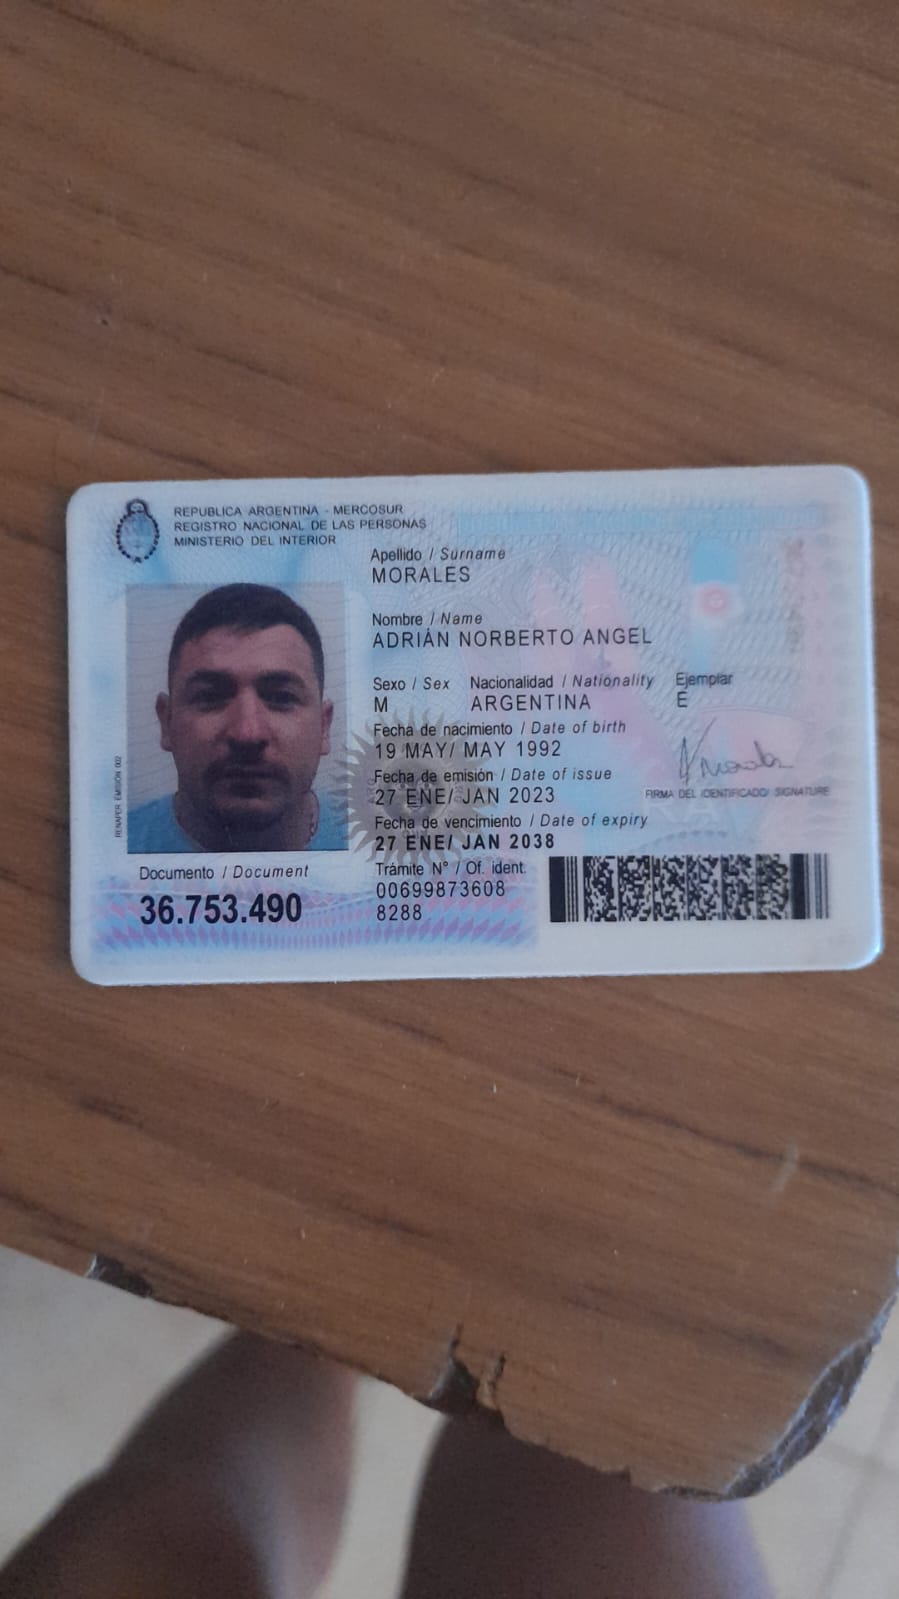 REPUBLICA ARGENTINA - MERCOSUR
REGISTRO NACIONAL DE LAS PERSONAS
MINISTERIO DEL INTERIOR
Apellido / Surname
MORALES
Nombre / Name
ADRIÁN NORBERTO ANGEL
Sexo / Sex Nacionalidad / Nationality Ejemplar
M ARGENTINA E
Fecha de nacimiento / Date of birth
19 MAY/ MAY 1992
Fecha de emisión / Date of issue
27 ENE/ JAN 2023
FIRMA DEL IDENTIFICADO/ SIGNATURE
Fecha de vencimiento / Date of expiry
27 ENE/ JAN 2038
RENAPER EMISIÓN 002
Documento / Document
36.753.490
Trámite N° / Of. ident.
00699873608
8288